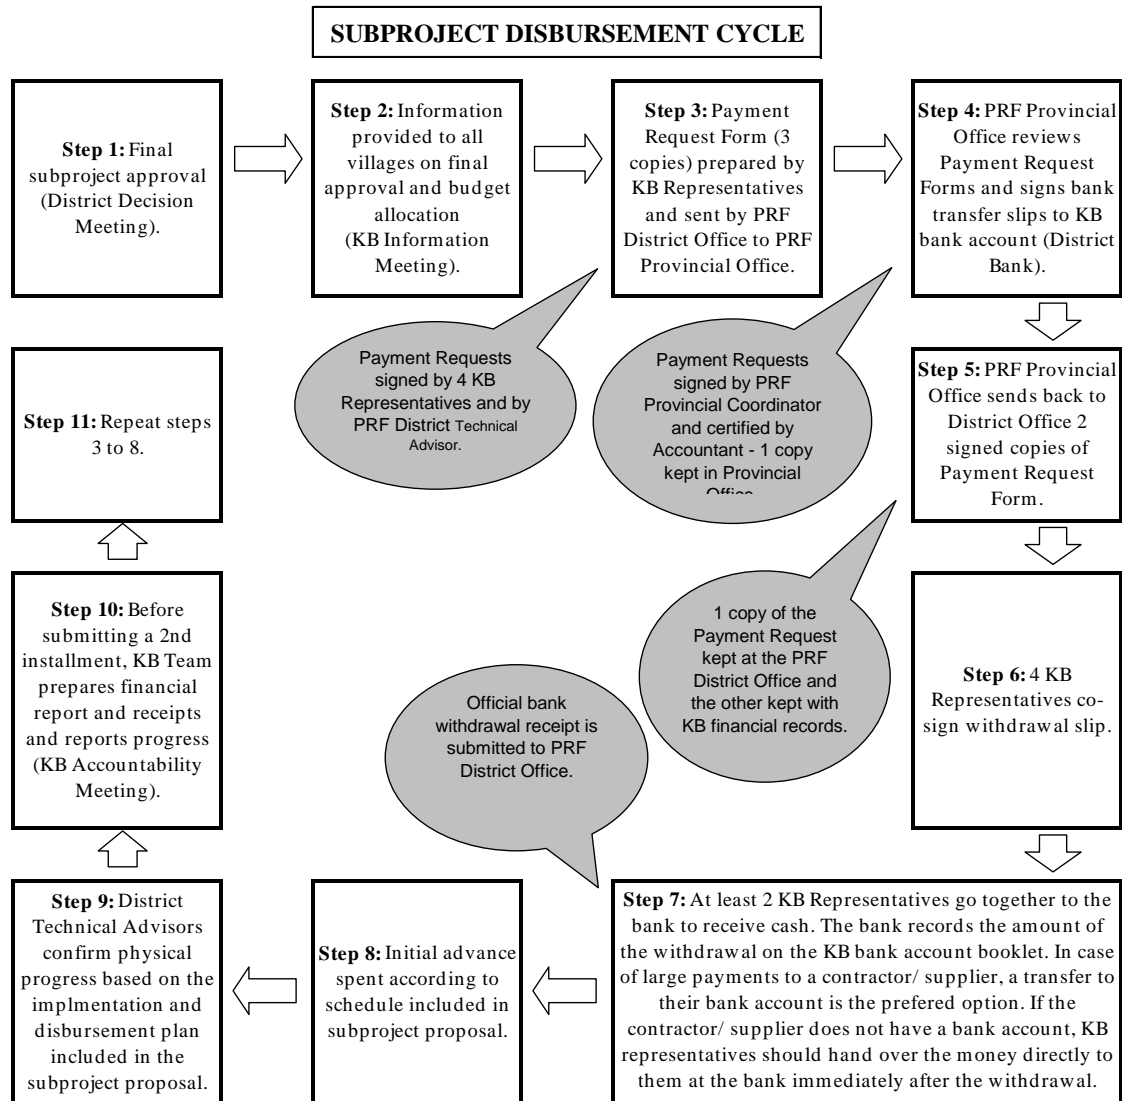 SUBPROJECT DISBURSEMENT CYCLE
Step 1: Final
subproject approval
(District Decision
Meeting).
Step 2: Information
provided to all
villages on final
approval and budget
allocation
(KB Information
Meeting).
Step 3: Payment
Request Form (3
copies) prepared by
KB Representatives
and sent by PRF
District Office to PRF
Provincial Office.
Step 4: PRF Provincial
Office reviews
Payment Request
Forms and signs bank
transfer slips to KB
bank account (District
Bank).
Payment Requests
signed by 4 KB
Representatives and by
PRF District Technical
Advisor.
Payment Requests
signed by PRF
Provincial Coordinator
and certified by
Accountant - 1 copy
kept in Provincial
Office
Step 5: PRF Provincial
Office sends back to
District Office 2
signed copies of
Payment Request
Form.
Step 11: Repeat steps
3 to 8.
Step 10: Before
submitting a 2nd
installment, KB Team
prepares financial
report and receipts
and reports progress
(KB Accountability
Meeting).
1 copy of the
Payment Request
kept at the PRF
District Office and
the other kept with
KB financial records.
Official bank
withdrawal receipt is
submitted to PRF
District Office.
Step 6: 4 KB
Representatives co-
sign withdrawal slip.
Step 9: District
Technical Advisors
confirm physical
progress based on the
implmentation and
disbursement plan
included in the
subproject proposal.
Step 8: Initial advance
spent according to
schedule included in
subproject proposal.
Step 7: At least 2 KB Representatives go together to the
bank to receive cash. The bank records the amount of
the withdrawal on the KB bank account booklet. In case
of large payments to a contractor/ supplier, a transfer to
their bank account is the prefered option. If the
contractor/ supplier does not have a bank account, KB
representatives should hand over the money directly to
them at the bank immediately after the withdrawal.